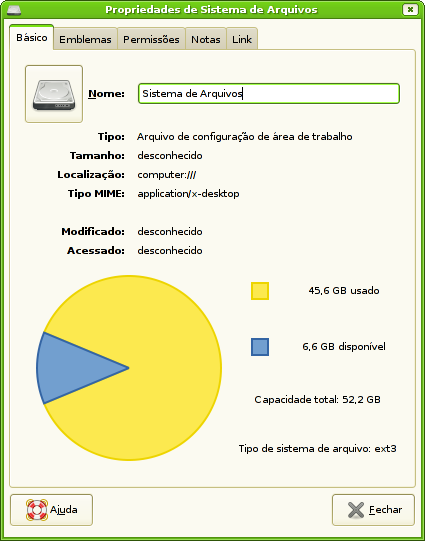 Propriedades de Sistema de Arquivos
Básico Emblemas Permissões Notas Link
Nome: Sistema de Arquivos
Tipo: Arquivo de configuração de área de trabalho
Tamanho: desconhecido
Localização: computer:///
Tipo MIME: application/x-desktop
Modificado: desconhecido
Acessado: desconhecido
45,6 GB usado
6,6 GB disponível
Capacidade total: 52,2 GB
Tipo de sistema de arquivo: ext3
Ajuda Fechar